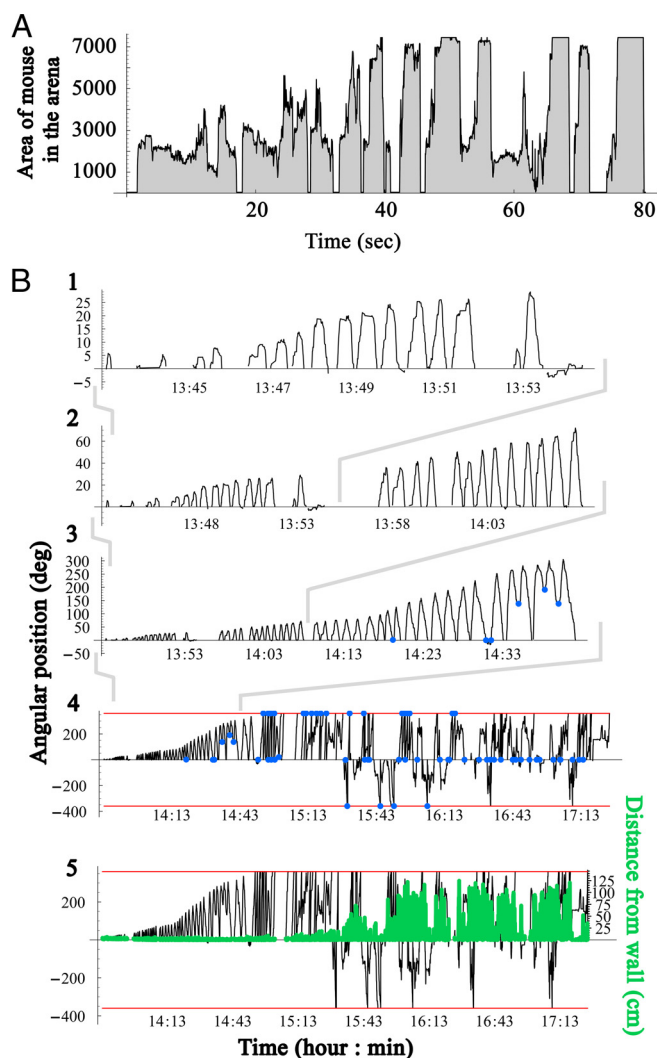 A
Area of mouse
in the arena
7000
5000
3000
1000
20 40 60 80
Time (sec)
B
Angular position (deg)
1
25
20
15
10
5
−5
13:45 13:47 13:49 13:51 13:53
2
60
40
20
13:48 13:53 13:58 14:03
3
300
250
200
150
100
50
−50
13:53 14:03 14:13 14:23 14:33
4
200
−200
−400
14:13 14:43 15:13 15:43 16:13 16:43 17:13
5
200
−200
−400
125
100
75
50
25
Distance from wall (cm)
14:13 14:43 15:13 15:43 16:13 16:43 17:13
Time (hour : min)